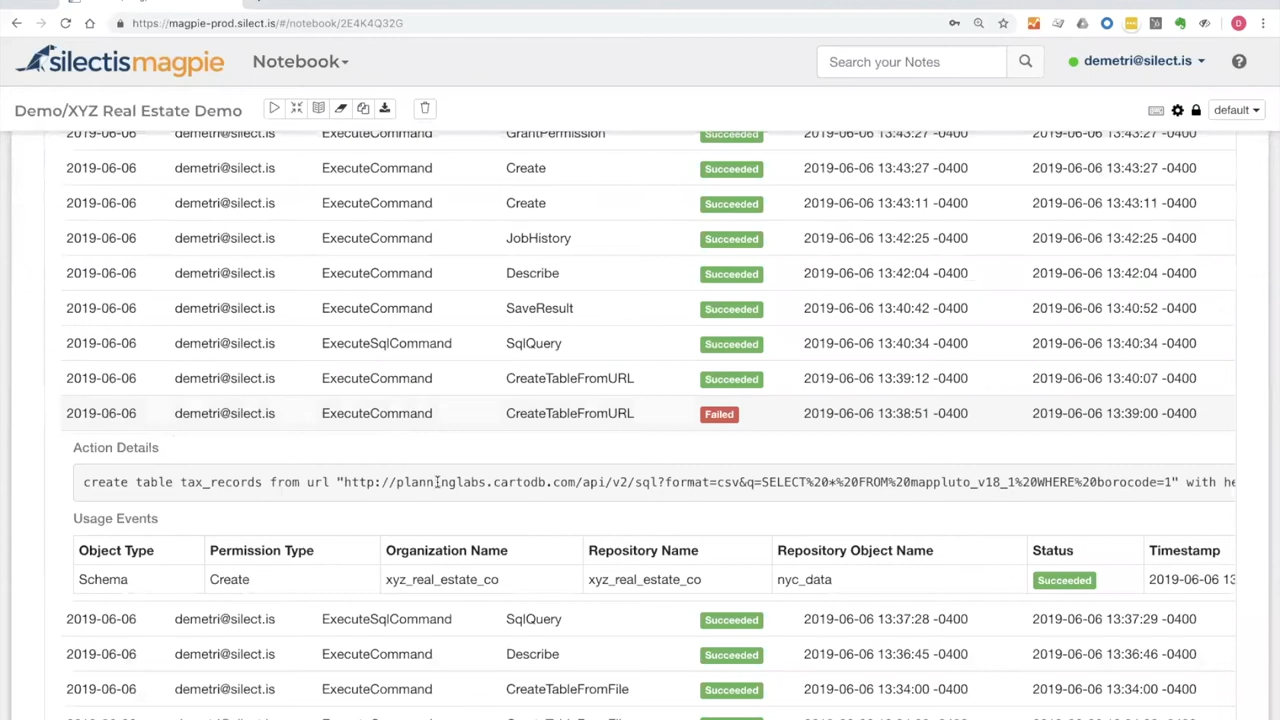 https://magpie-prod.silect.is/#/notebook/2E4K4Q32G
D
silectismagpie Notebook Search your Notes demetri@silect.is ?
Demo/XYZ Real Estate Demo default
2019-06-06 demetri@silect.is ExecuteCommand GrantPermission Succeeded 2019-06-06 13:43:27 -0400 2019-06-06 13:43:27 -0400
2019-06-06 demetri@silect.is ExecuteCommand Create Succeeded 2019-06-06 13:43:27 -0400 2019-06-06 13:43:27 -0400
2019-06-06 demetri@silect.is ExecuteCommand Create Succeeded 2019-06-06 13:43:11 -0400 2019-06-06 13:43:11 -0400
2019-06-06 demetri@silect.is ExecuteCommand JobHistory Succeeded 2019-06-06 13:42:25 -0400 2019-06-06 13:42:25 -0400
2019-06-06 demetri@silect.is ExecuteCommand Describe Succeeded 2019-06-06 13:42:04 -0400 2019-06-06 13:42:04 -0400
2019-06-06 demetri@silect.is ExecuteCommand SaveResult Succeeded 2019-06-06 13:40:42 -0400 2019-06-06 13:40:52 -0400
2019-06-06 demetri@silect.is ExecuteSqlCommand SqlQuery Succeeded 2019-06-06 13:40:34 -0400 2019-06-06 13:40:34 -0400
2019-06-06 demetri@silect.is ExecuteCommand CreateTableFromURL Succeeded 2019-06-06 13:39:12 -0400 2019-06-06 13:40:07 -0400
2019-06-06 demetri@silect.is ExecuteCommand CreateTableFromURL Failed 2019-06-06 13:38:51 -0400 2019-06-06 13:39:00 -0400
Action Details
create table tax_records from url "http://planninglabs.cartodb.com/api/v2/sql?format=csv&q=SELECT%20*%20FROM%20mappluto_v18_1%20WHERE%20borocode=1" with he
Usage Events
Object Type Permission Type Organization Name Repository Name Repository Object Name Status Timestamp
Schema Create xyz_real_estate_co xyz_real_estate_co nyc_data Succeeded 2019-06-06 13
2019-06-06 demetri@silect.is ExecuteSqlCommand SqlQuery Succeeded 2019-06-06 13:37:28 -0400 2019-06-06 13:37:29 -0400
2019-06-06 demetri@silect.is ExecuteCommand Describe Succeeded 2019-06-06 13:36:45 -0400 2019-06-06 13:36:46 -0400
2019-06-06 demetri@silect.is ExecuteCommand CreateTableFromFile Succeeded 2019-06-06 13:34:00 -0400 2019-06-06 13:34:00 -0400